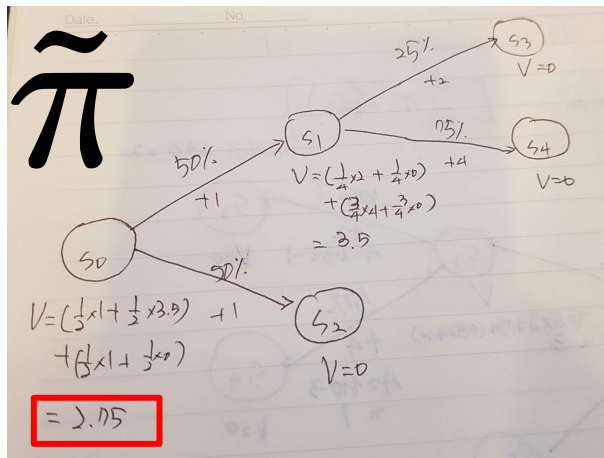 Date.
No.
π̃
S3
V=0
25%
+2
S1
75%
+4
S4
V=0
50%
+1
V=(1/4×2 + 1/4×0)
+(3/4×4+3/4×0)
= 3.5
S0
50%
+1
S2
V=0
V=(1/2×1+1/2×3.5)
+(1/2×1+1/2×0)
= 2.75